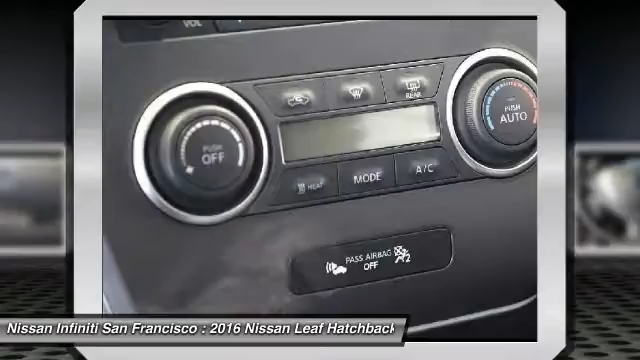 VOL
REAR
PUSH
OFF
PUSH
AUTO
HEAT
MODE
A/C
PASS AIRBAG
OFF
2
Nissan Infiniti San Francisco : 2016 Nissan Leaf Hatchback